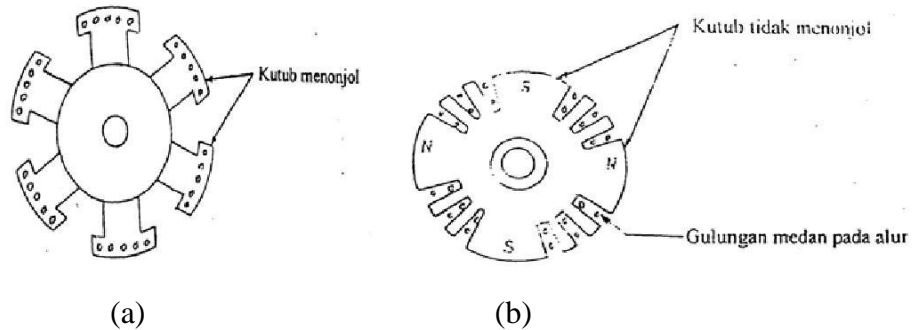 Kutub menonjol
Kutub tidak menonjol
S
N
N
S
Gulungan medan pada alur
(a)
(b)